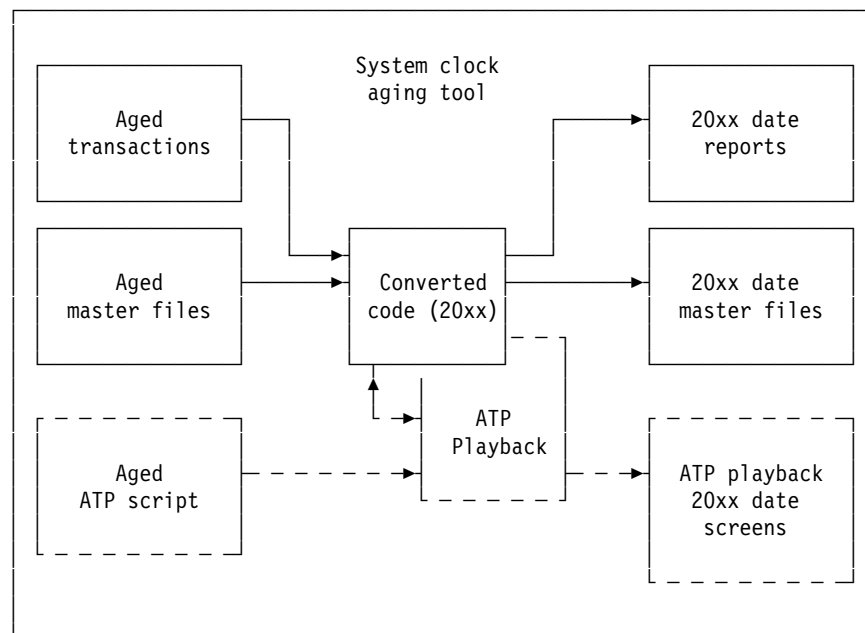 System clock
aging tool
Aged
transactions
20xx date
reports
Aged
master files
Converted
code (20xx)
20xx date
master files
Aged
ATP script
ATP
Playback
ATP playback
20xx date
screens